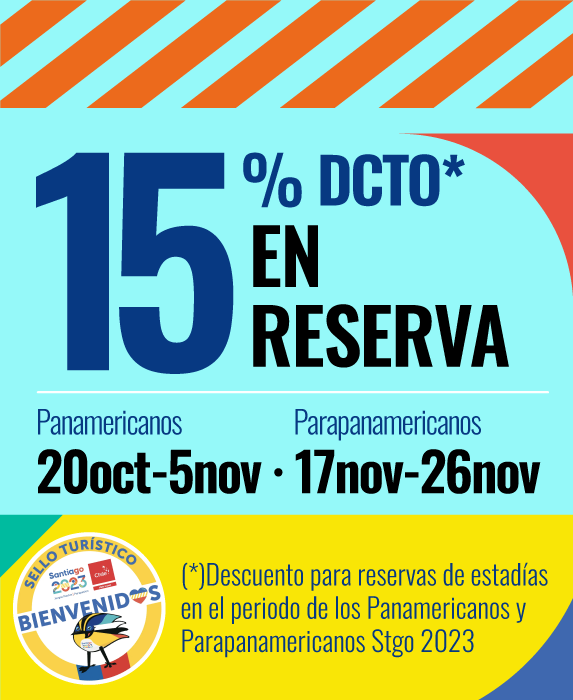 15% DCTO*
EN
RESERVA
Panamericanos
20oct-5nov · 17nov-26nov
Parapanamericanos
SELLO TURÍSTICO
Santiago
2023
Chile
BIENVENIDOS
(*)Descuento para reservas de estadías
en el periodo de los Panamericanos y
Parapanamericanos Stgo 2023